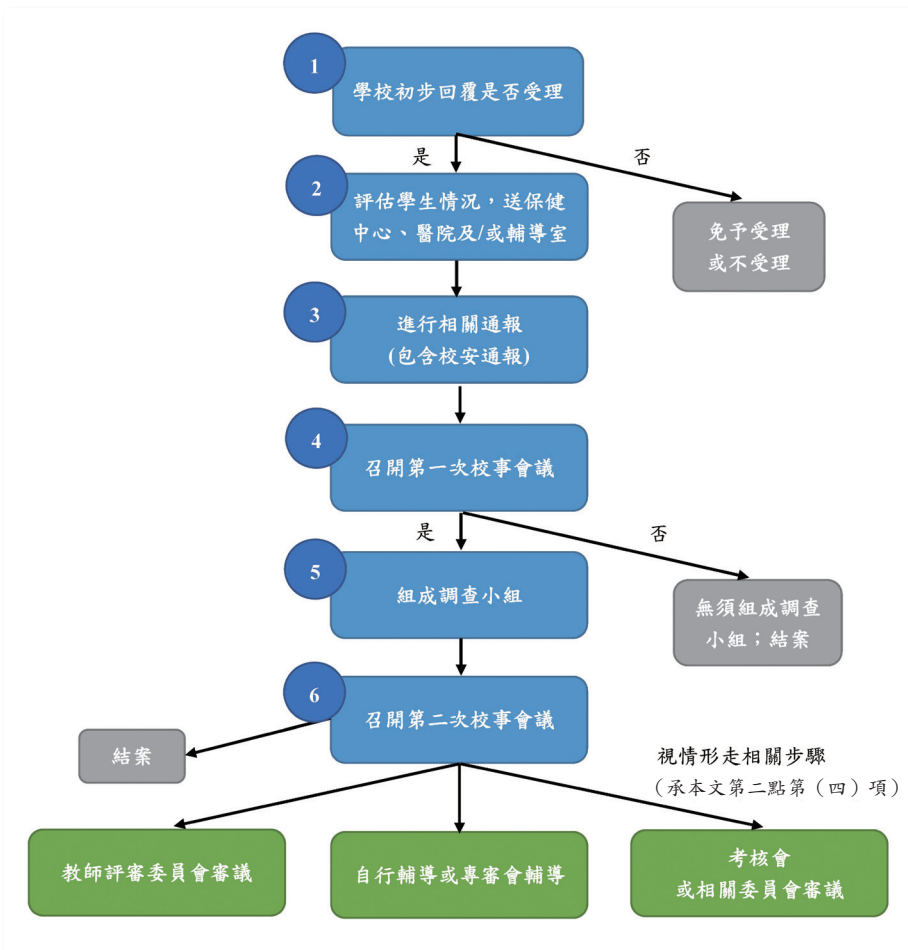 1
學校初步回覆是否受理
是
否
2
評估學生情況，送保健
中心、醫院及/或輔導室
免予受理
或不受理
3
進行相關通報
(包含校安通報)
4
召開第一次校事會議
是
否
5
組成調查小組
無須組成調查
小組；結案
6
召開第二次校事會議
結案
視情形走相關步驟
（承本文第二點第（四）項）
教師評審委員會審議
自行輔導或專審會輔導
考核會
或相關委員會審議